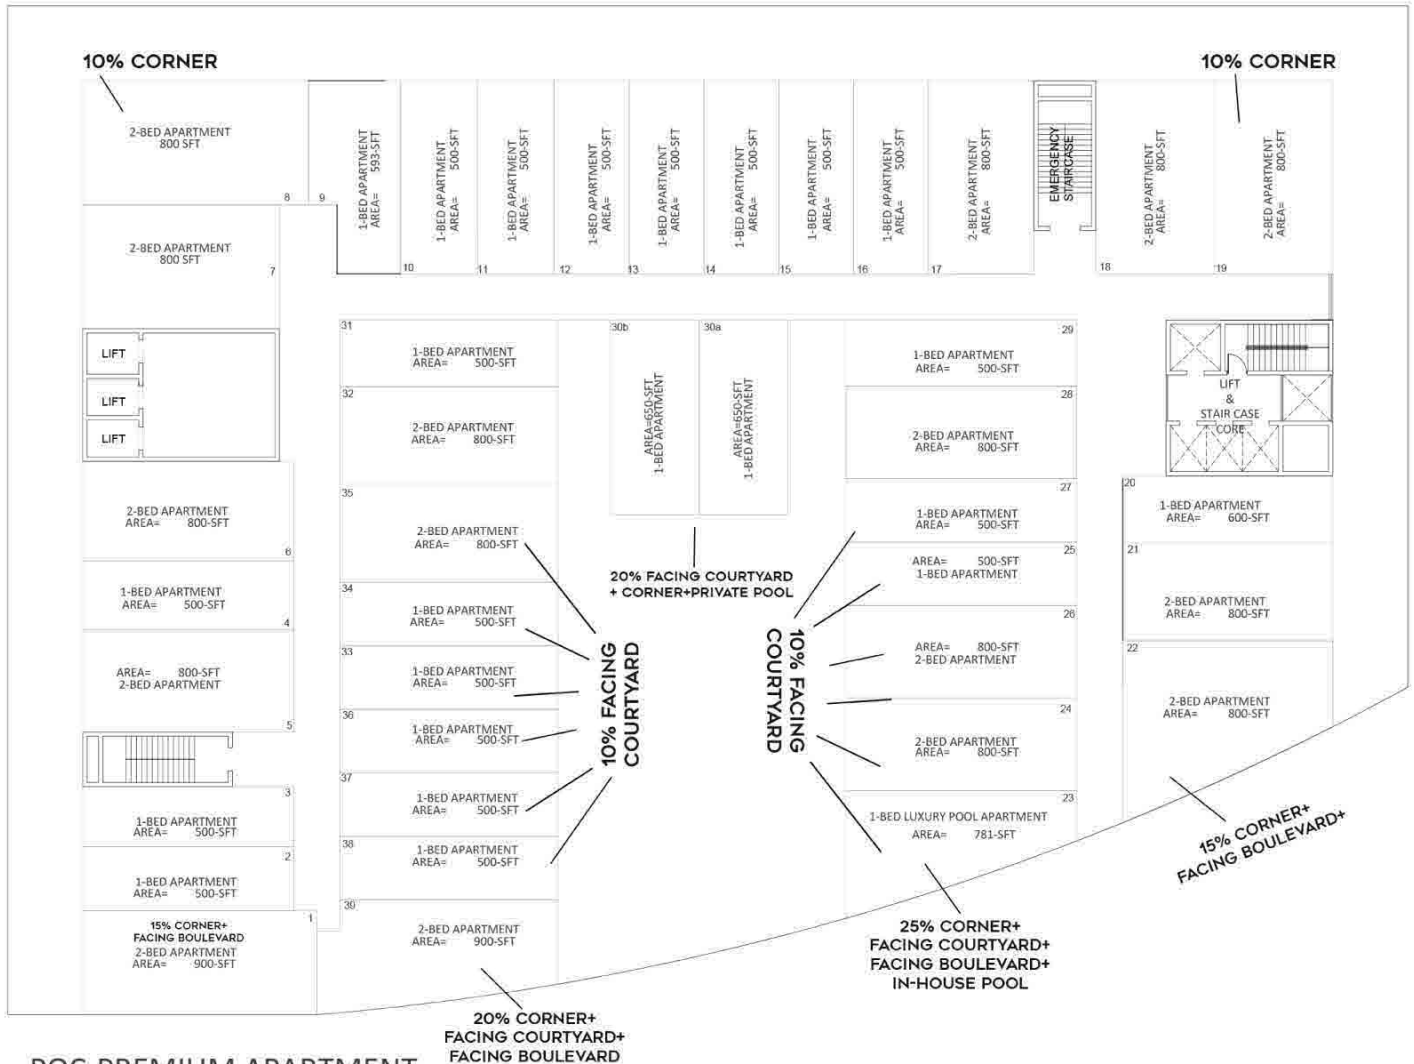 10% CORNER
10% CORNER
2-BED APARTMENT
800 SFT
8
9
1-BED APARTMENT
AREA= 593-SFT
10
1-BED APARTMENT
AREA= 500-SFT
11
1-BED APARTMENT
AREA= 500-SFT
12
1-BED APARTMENT
AREA= 500-SFT
13
1-BED APARTMENT
AREA= 500-SFT
14
1-BED APARTMENT
AREA= 500-SFT
15
1-BED APARTMENT
AREA= 500-SFT
16
1-BED APARTMENT
AREA= 500-SFT
17
2-BED APARTMENT
AREA= 800-SFT
EMERGENCY
STAIRCASE
18
2-BED APARTMENT
AREA= 800-SFT
19
2-BED APARTMENT
AREA= 800-SFT
2-BED APARTMENT
800 SFT
7
LIFT
LIFT
LIFT
2-BED APARTMENT
AREA= 800-SFT
6
1-BED APARTMENT
AREA= 500-SFT
4
AREA= 800-SFT
2-BED APARTMENT
5
3
1-BED APARTMENT
AREA= 500-SFT
2
1-BED APARTMENT
AREA= 500-SFT
1
15% CORNER+
FACING BOULEVARD
2-BED APARTMENT
AREA= 900-SFT
31
1-BED APARTMENT
AREA= 500-SFT
32
2-BED APARTMENT
AREA= 800-SFT
35
2-BED APARTMENT
AREA= 800-SFT
34
1-BED APARTMENT
AREA= 500-SFT
33
1-BED APARTMENT
AREA= 500-SFT
36
1-BED APARTMENT
AREA= 500-SFT
37
1-BED APARTMENT
AREA= 500-SFT
38
1-BED APARTMENT
AREA= 500-SFT
39
2-BED APARTMENT
AREA= 900-SFT
20% CORNER+
FACING COURTYARD+
FACING BOULEVARD
10% FACING
COURTYARD
30b
AREA=650-SFT
1-BED APARTMENT
30a
AREA=650-SFT
1-BED APARTMENT
20% FACING COURTYARD
+ CORNER+PRIVATE POOL
10% FACING
COURTYARD
29
1-BED APARTMENT
AREA= 500-SFT
28
2-BED APARTMENT
AREA= 800-SFT
27
1-BED APARTMENT
AREA= 500-SFT
25
AREA= 500-SFT
1-BED APARTMENT
26
AREA= 800-SFT
2-BED APARTMENT
24
2-BED APARTMENT
AREA= 800-SFT
23
1-BED LUXURY POOL APARTMENT
AREA= 781-SFT
25% CORNER+
FACING COURTYARD+
FACING BOULEVARD+
IN-HOUSE POOL
LIFT
&
STAIR CASE
CORE
20
1-BED APARTMENT
AREA= 600-SFT
21
2-BED APARTMENT
AREA= 800-SFT
22
2-BED APARTMENT
AREA= 800-SFT
15% CORNER+
FACING BOULEVARD+
PREMIUM APARTMENT